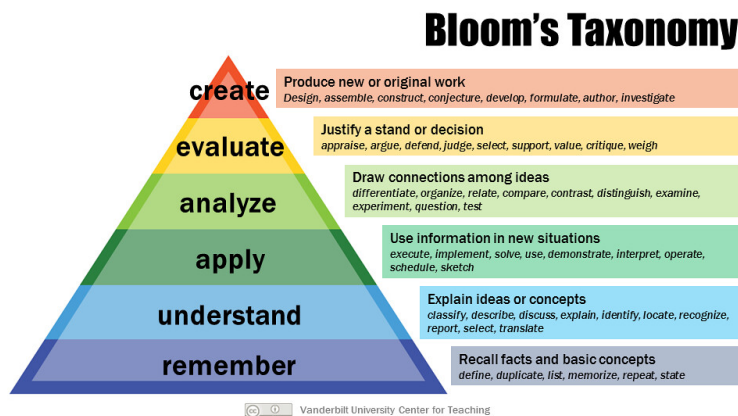 Bloom's Taxonomy
create
Produce new or original work
Design, assemble, construct, conjecture, develop, formulate, author, investigate
evaluate
Justify a stand or decision
appraise, argue, defend, judge, select, support, value, critique, weigh
analyze
Draw connections among ideas
differentiate, organize, relate, compare, contrast, distinguish, examine,
experiment, question, test
apply
Use information in new situations
execute, implement, solve, use, demonstrate, interpret, operate,
schedule, sketch
understand
Explain ideas or concepts
classify, describe, discuss, explain, identify, locate, recognize,
report, select, translate
remember
Recall facts and basic concepts
define, duplicate, list, memorize, repeat, state
cc
Vanderbilt University Center for Teaching